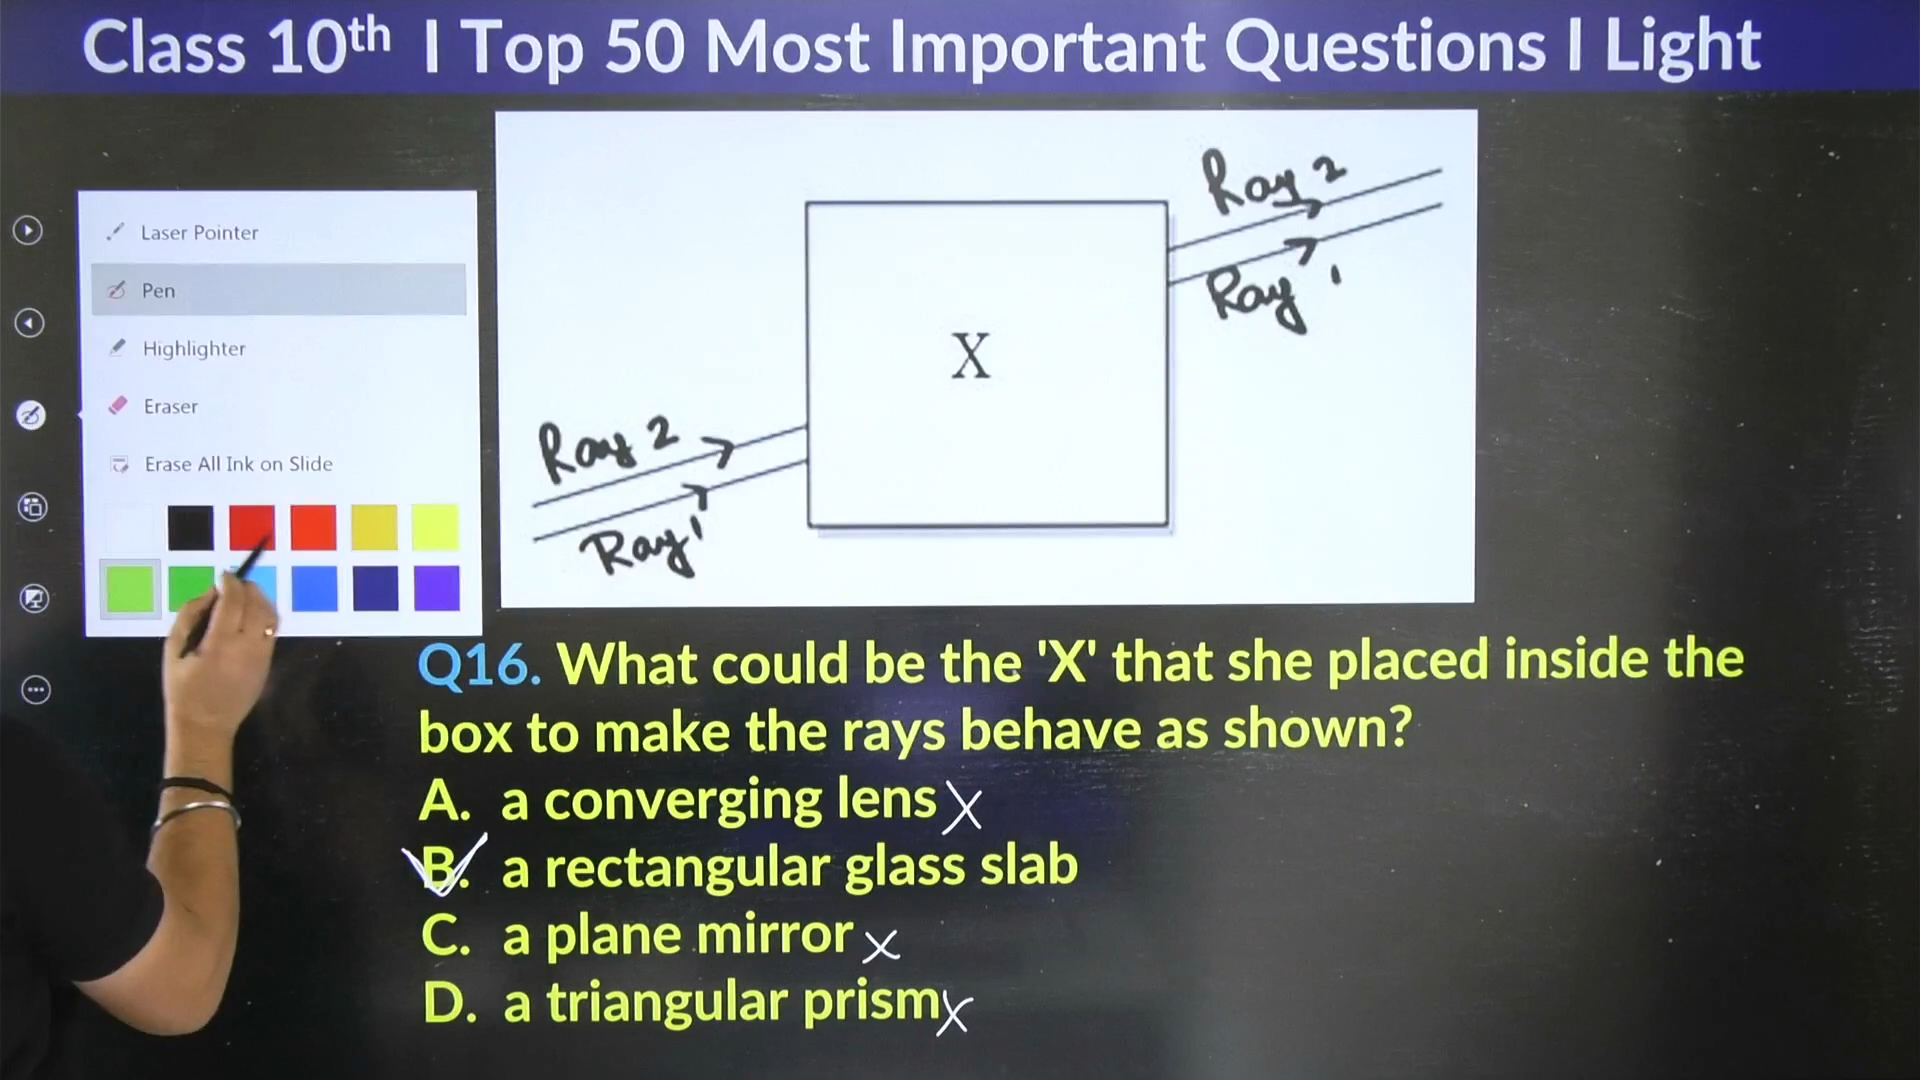 Class 10th I Top 50 Most Important Questions I Light
Laser Pointer
Pen
Highlighter
Eraser
Erase All Ink on Slide
Ray 2
Ray 1
X
Ray 2
Ray 1
Q16. What could be the 'X' that she placed inside the
box to make the rays behave as shown?
A. a converging lens
B. a rectangular glass slab
C. a plane mirror
D. a triangular prism